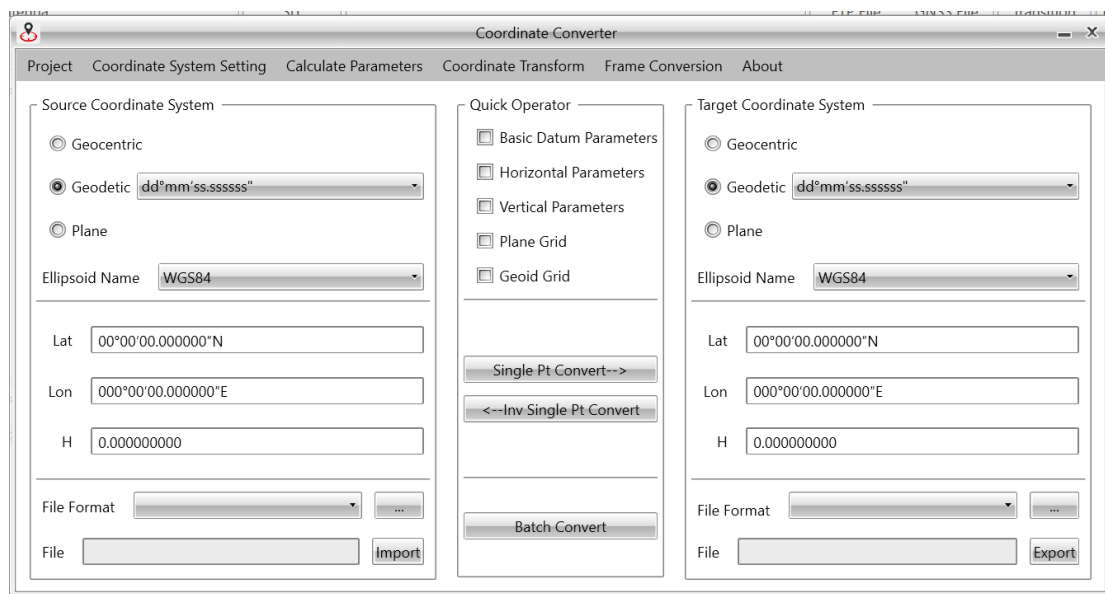 Coordinate Converter
Project Coordinate System Setting Calculate Parameters Coordinate Transform Frame Conversion About
Source Coordinate System
Geocentric
Geodetic dd°mm'ss.ssssss"
Plane
Ellipsoid Name WGS84
Lat 00°00'00.000000"N
Lon 000°00'00.000000"E
H 0.000000000
File Format ...
File Import
Quick Operator
Basic Datum Parameters
Horizontal Parameters
Vertical Parameters
Plane Grid
Geoid Grid
Single Pt Convert-->
<--Inv Single Pt Convert
Batch Convert
Target Coordinate System
Geocentric
Geodetic dd°mm'ss.ssssss"
Plane
Ellipsoid Name WGS84
Lat 00°00'00.000000"N
Lon 000°00'00.000000"E
H 0.000000000
File Format ...
File Export